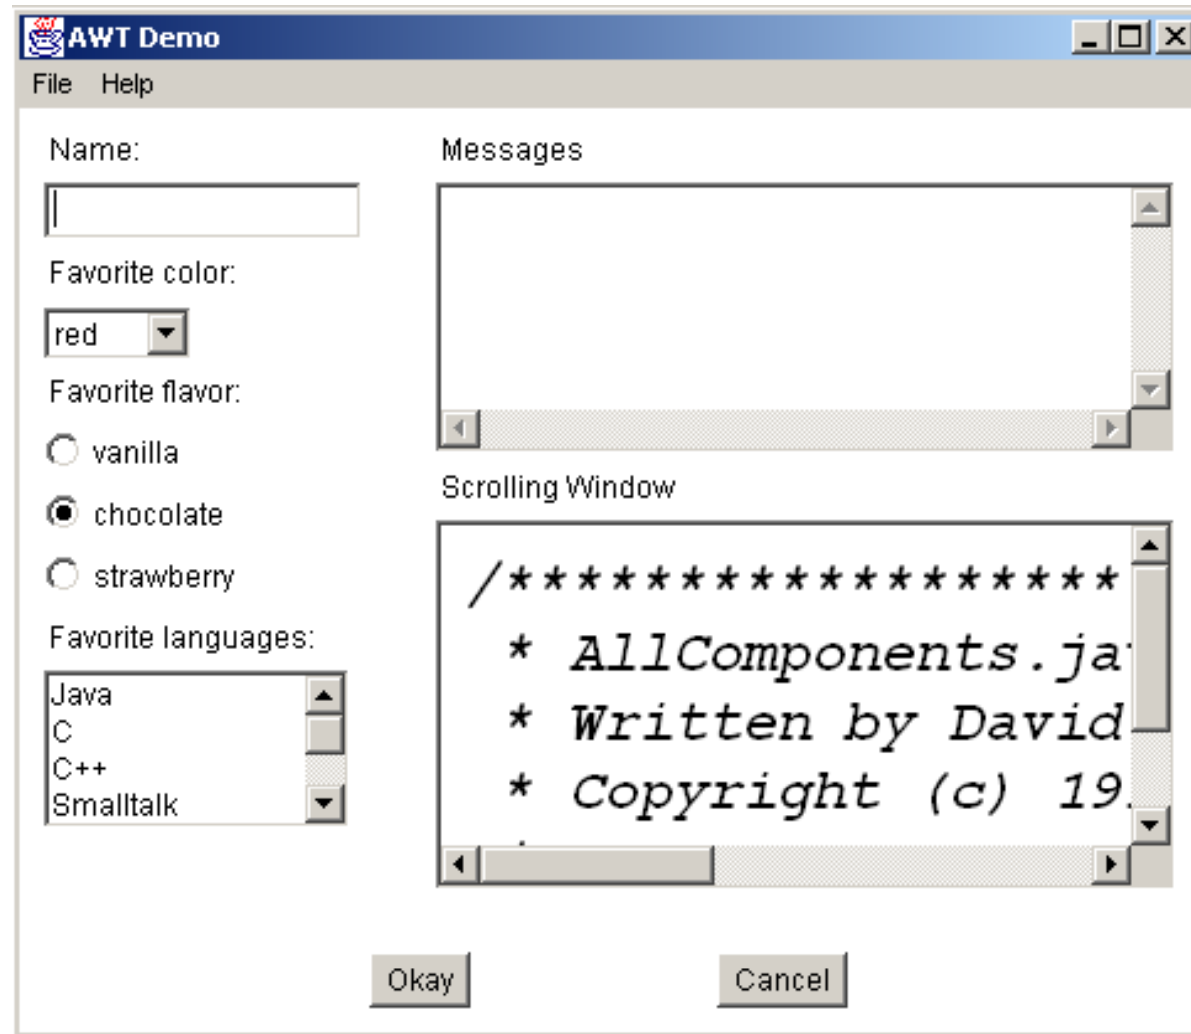 AWT Demo
File Help
Name:
Favorite color:
red
Favorite flavor:
vanilla
chocolate
strawberry
Favorite languages:
Java
C
C++
Smalltalk
Messages
Scrolling Window
/******************
* AllComponents.ja
* Written by David
* Copyright (c) 19
Okay
Cancel